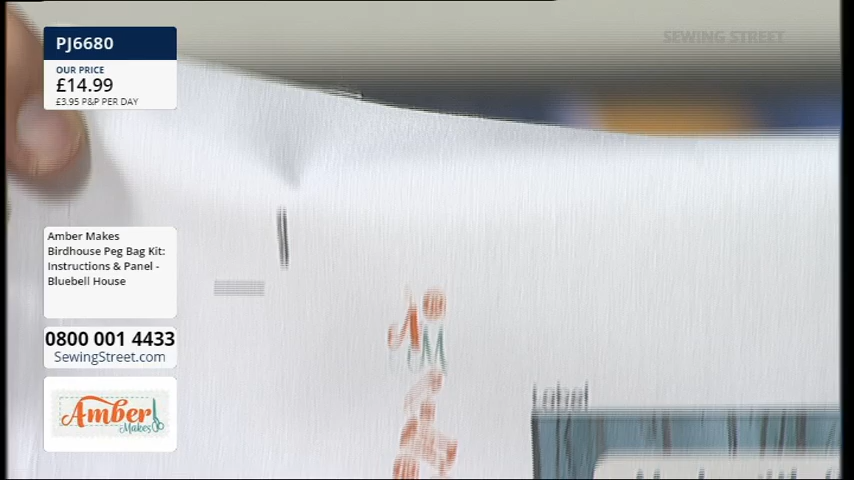 SEWING STREET
PJ6680
OUR PRICE
£14.99
£3.95 P&P PER DAY
Amber Makes
Birdhouse Peg Bag Kit:
Instructions & Panel -
Bluebell House
0800 001 4433
SewingStreet.com
Amber
Makes
Label